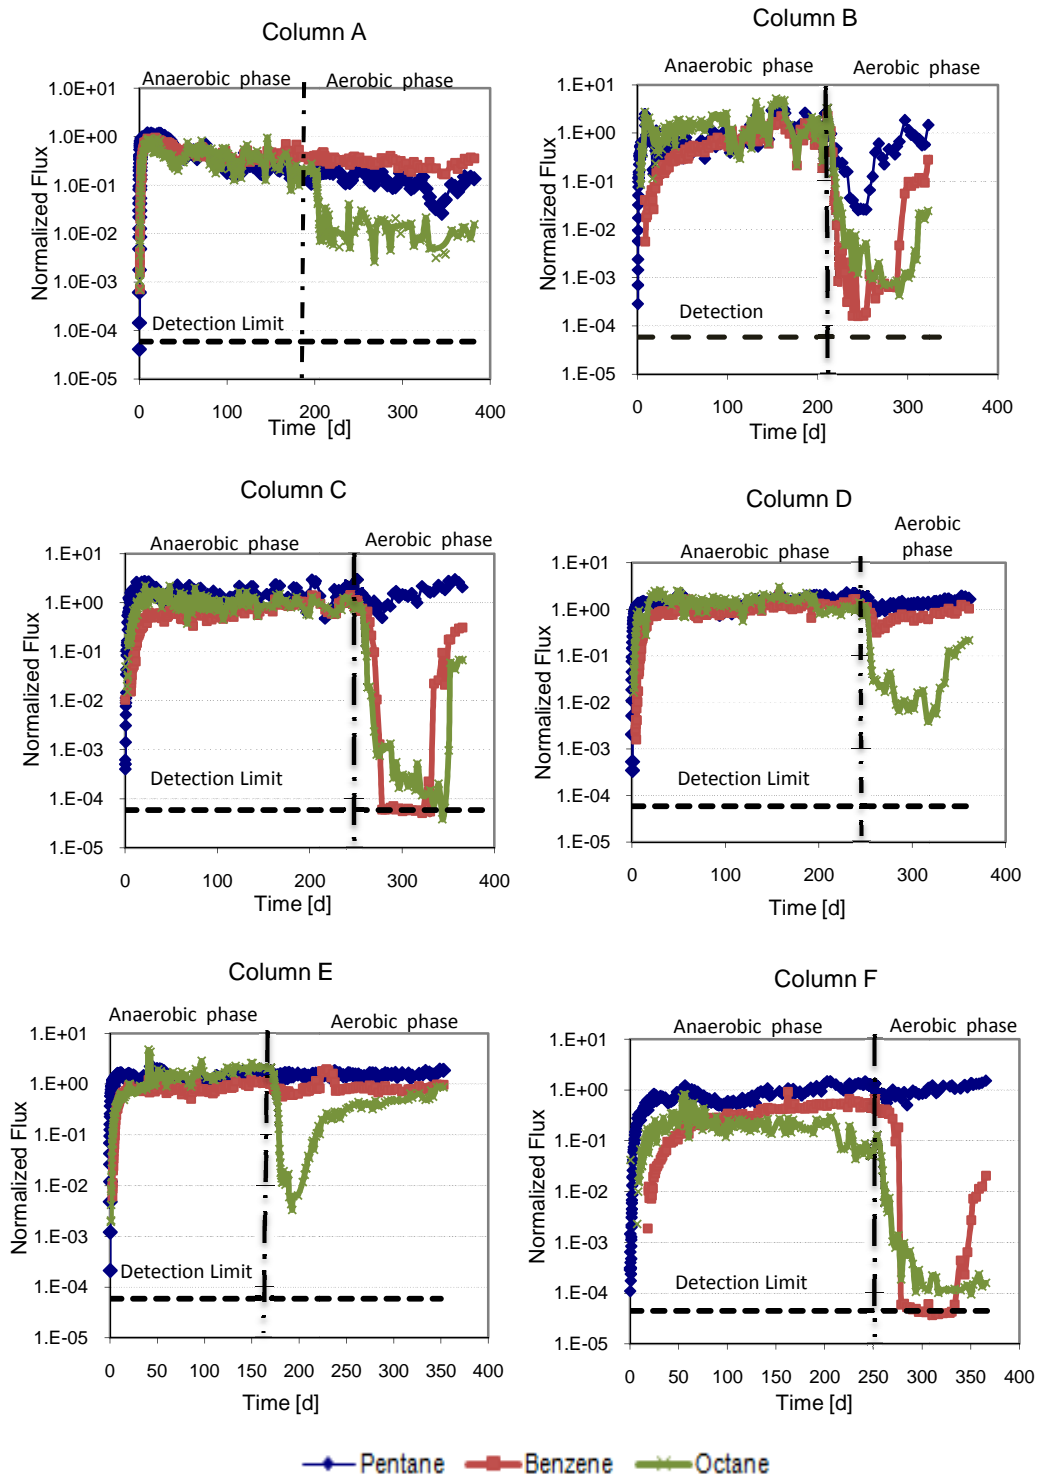 Column A
Anaerobic phase
Aerobic phase
1.0E+01
1.0E+00
1.0E-01
1.0E-02
1.0E-03
1.0E-04
1.0E-05
Normalized Flux
Detection Limit
0 100 200 300 400
Time [d]
Column B
Anaerobic phase
Aerobic phase
1.0E+01
1.0E+00
1.0E-01
1.0E-02
1.0E-03
1.0E-04
1.0E-05
Normalized Flux
Detection
0 100 200 300 400
Time [d]
Column C
Anaerobic phase
Aerobic phase
1.E+01
1.E+00
1.E-01
1.E-02
1.E-03
1.E-04
1.E-05
Normalized Flux
Detection Limit
0 100 200 300 400
Time [d]
Column D
Anaerobic phase
Aerobic
phase
1.E+01
1.E+00
1.E-01
1.E-02
1.E-03
1.E-04
1.E-05
Normalized Flux
Detection Limit
0 100 200 300 400
Time [d]
Column E
Anaerobic phase
Aerobic phase
1.E+01
1.E+00
1.E-01
1.E-02
1.E-03
1.E-04
1.E-05
Normalized Flux
Detection Limit
0 50 100 150 200 250 300 350 400
Time [d]
Column F
Anaerobic phase
Aerobic phase
1.E+01
1.E+00
1.E-01
1.E-02
1.E-03
1.E-04
1.E-05
Normalized Flux
Detection Limit
0 50 100 150 200 250 300 350 400
Time [d]
Pentane Benzene Octane